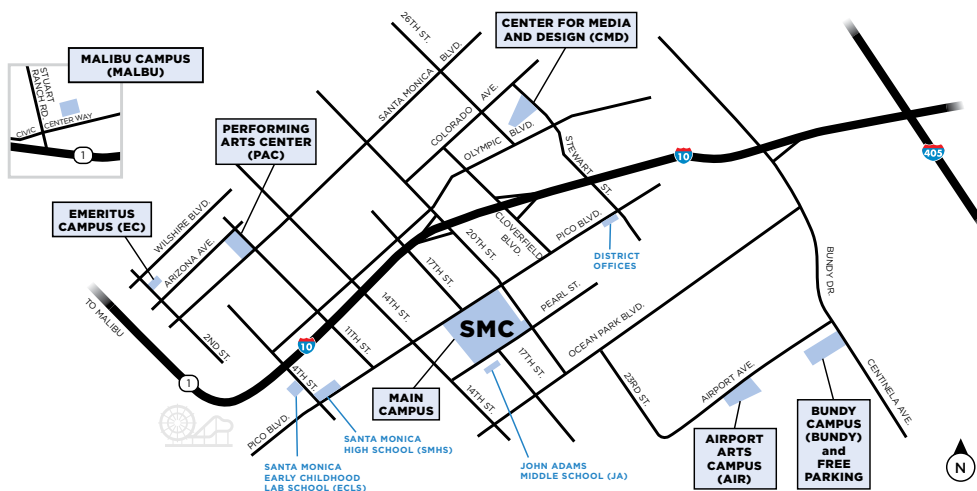 MALIBU CAMPUS
(MALBU)
STUART
RANCH RD.
CIVIC CENTER WAY
1
26TH ST.
SANTA MONICA BLVD.
CENTER FOR MEDIA
AND DESIGN (CMD)
COLORADO AVE.
OLYMPIC BLVD.
STEWART ST.
10
405
PERFORMING
ARTS CENTER
(PAC)
EMERITUS
CAMPUS (EC)
WILSHIRE BLVD.
ARIZONA AVE.
CLOVERFIELD
BLVD.
PICO BLVD.
DISTRICT
OFFICES
20TH ST.
17TH ST.
14TH ST.
11TH ST.
PEARL ST.
OCEAN PARK BLVD.
BUNDY DR.
TO MALIBU
2ND ST.
SMC
10
1
4TH ST.
17TH ST.
14TH ST.
23RD ST.
AIRPORT AVE.
CENTINELA AVE.
MAIN
CAMPUS
PICO BLVD.
SANTA MONICA
HIGH SCHOOL (SMHS)
SANTA MONICA
EARLY CHILDHOOD
LAB SCHOOL (ECLS)
JOHN ADAMS
MIDDLE SCHOOL (JA)
AIRPORT
ARTS
CAMPUS
(AIR)
BUNDY
CAMPUS
(BUNDY)
and
FREE
PARKING
N